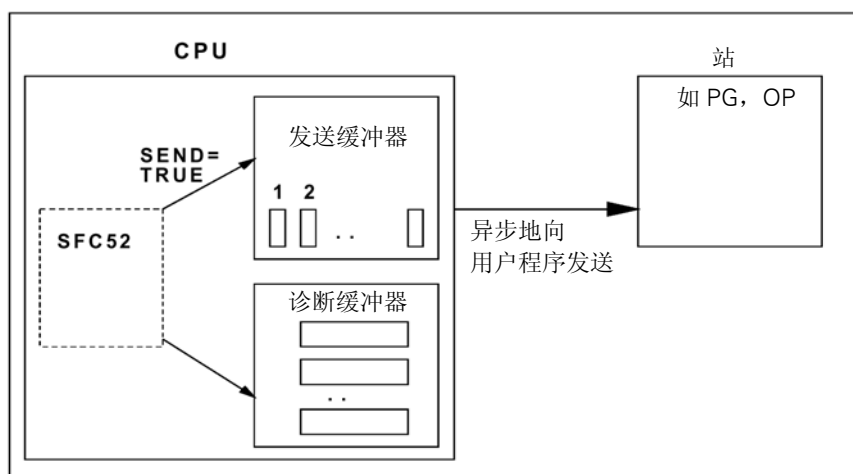 CPU
站
如 PG，OP
发送缓冲器
SEND=
TRUE
1 2
. .
SFC52
异步地向
用户程序发送
诊断缓冲器
. .